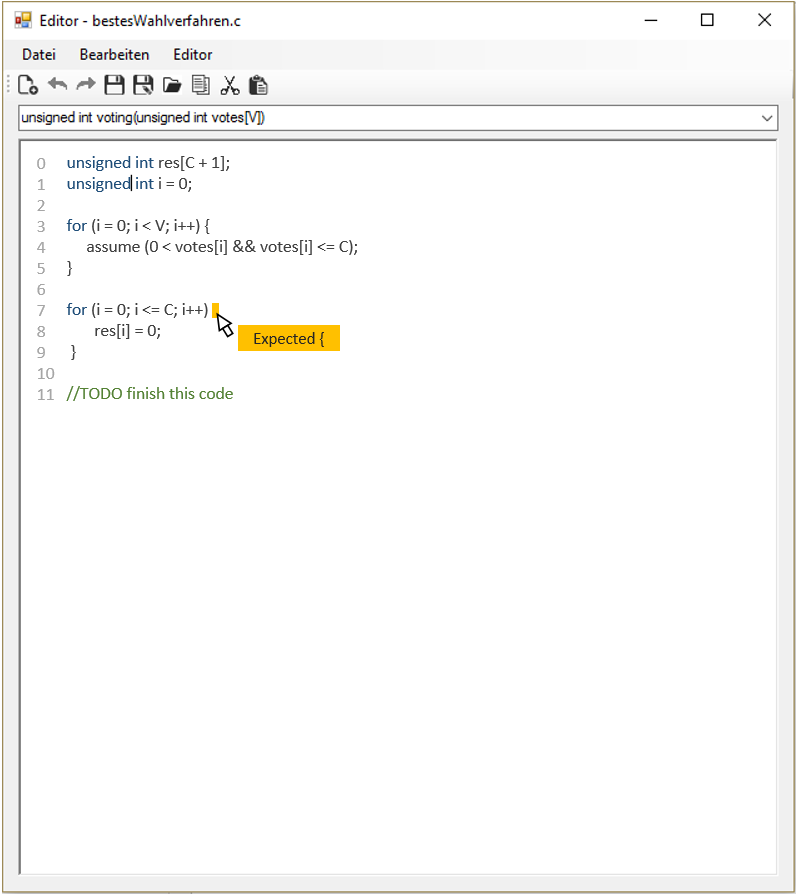 Editor - bestesWahlverfahren.c
Datei Bearbeiten Editor
unsigned int voting(unsigned int votes[V])
0 unsigned int res[C + 1];
1 unsigned int i = 0;
2
3 for (i = 0; i < V; i++) {
4 assume (0 < votes[i] && votes[i] <= C);
5 }
6
7 for (i = 0; i <= C; i++)
8 res[i] = 0;
Expected {
9 }
10
11 //TODO finish this code